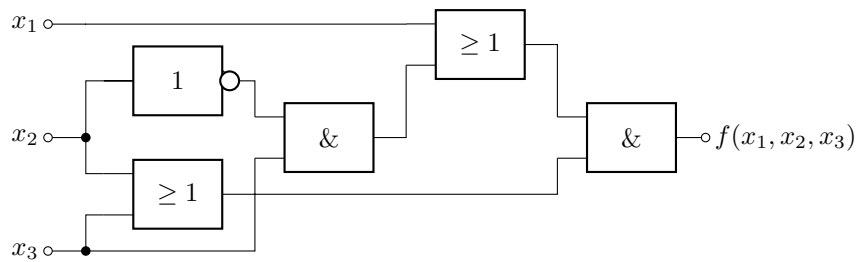 x₁
≥ 1
1
x₂
&
&
f(x₁, x₂, x₃)
≥ 1
x₃